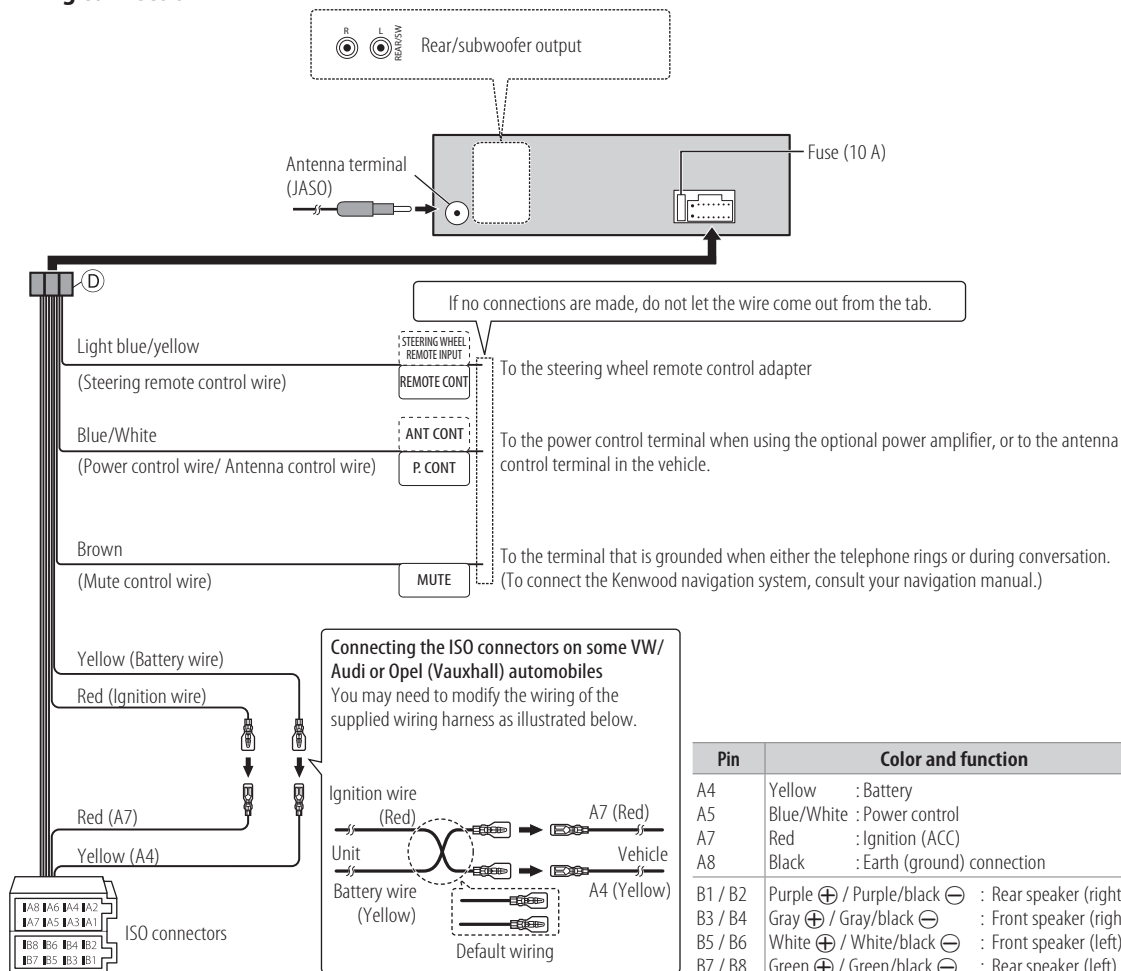 R
L
REAR/SW
Rear/subwoofer output
Fuse (10 A)
Antenna terminal
(JASO)
D
If no connections are made, do not let the wire come out from the tab.
Light blue/yellow
(Steering remote control wire)
STEERING WHEEL
REMOTE INPUT
REMOTE CONT
To the steering wheel remote control adapter
Blue/White
(Power control wire/ Antenna control wire)
ANT CONT
P. CONT
To the power control terminal when using the optional power amplifier, or to the antenna
control terminal in the vehicle.
Brown
(Mute control wire)
MUTE
To the terminal that is grounded when either the telephone rings or during conversation.
(To connect the Kenwood navigation system, consult your navigation manual.)
Yellow (Battery wire)
Red (Ignition wire)
Red (A7)
Yellow (A4)
A8 A6 A4 A2
A7 A5 A3 A1
B8 B6 B4 B2
B7 B5 B3 B1
ISO connectors
Connecting the ISO connectors on some VW/
Audi or Opel (Vauxhall) automobiles
You may need to modify the wiring of the
supplied wiring harness as illustrated below.
Ignition wire
(Red)
A7 (Red)
Unit
Vehicle
Battery wire
(Yellow)
A4 (Yellow)
Default wiring
Pin Color and function
A4 Yellow : Battery
A5 Blue/White : Power control
A7 Red : Ignition (ACC)
A8 Black : Earth (ground) connection
B1 / B2 Purple ⊕ / Purple/black ⊖ : Rear speaker (right
B3 / B4 Gray ⊕ / Gray/black ⊖ : Front speaker (righ
B5 / B6 White ⊕ / White/black ⊖ : Front speaker (left)
B7 / B8 Green ⊕ / Green/black ⊖ : Rear speaker (left)